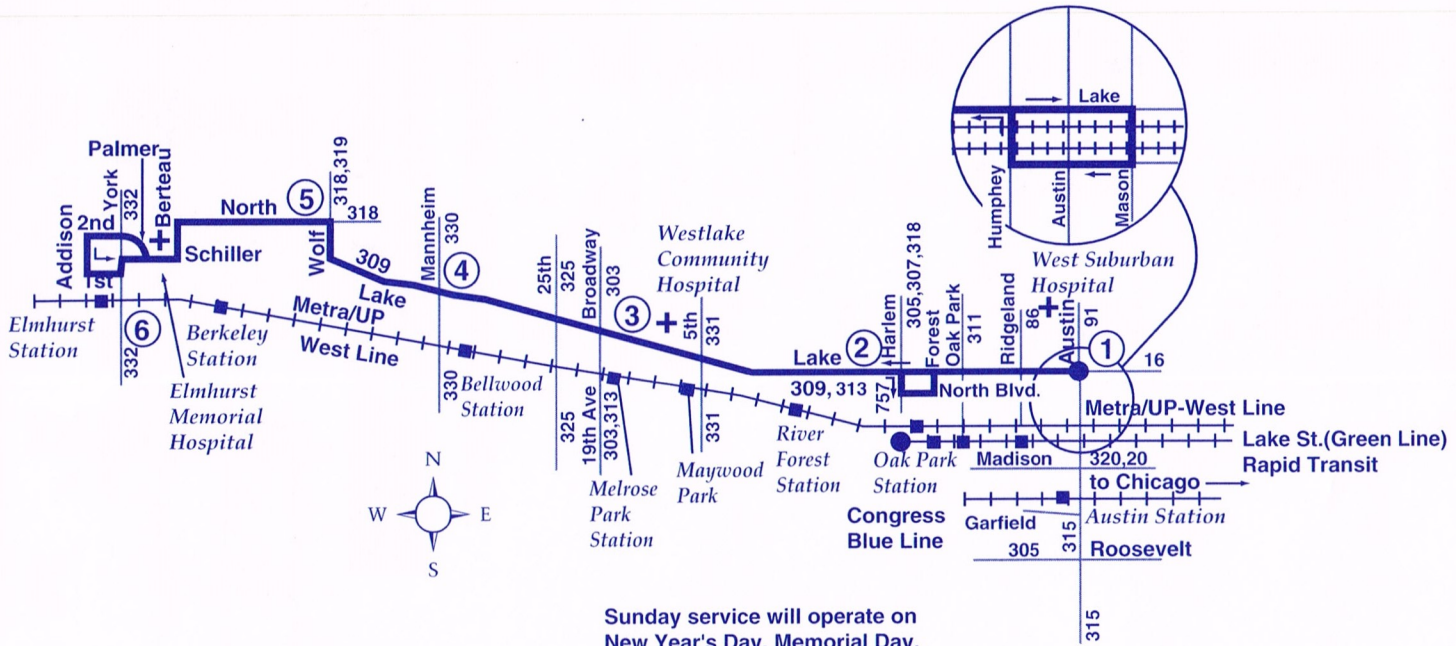 Lake
Humphey
Austin
Mason
Palmer
Berteau
York
332
2nd
Addison
1st
Schiller
North
5
318,319
318
Wolf
309
Lake
Mannheim
330
4
25th
325
Broadway
303
3
Westlake
Community
Hospital
5th
331
Lake
2
309, 313
Harlem
305,307,318
Forest
Oak Park
311
Ridgeland
86
West Suburban
Hospital
Austin
91
1
16
757
North Blvd.
Elmhurst
Station
6
332
Berkeley
Station
Elmhurst
Memorial
Hospital
Metra/UP
West Line
330
Bellwood
Station
325
19th Ave
303,313
Melrose
Park
Station
331
Maywood
Park
River
Forest
Station
Oak Park
Station
Metra/UP-West Line
Lake St.(Green Line)
Rapid Transit
Madison
320,20
to Chicago
Congress
Blue Line
Garfield
Austin Station
315
305
Roosevelt
315
N
W
E
S
Sunday service will operate on
New Year's Day, Memorial Day,